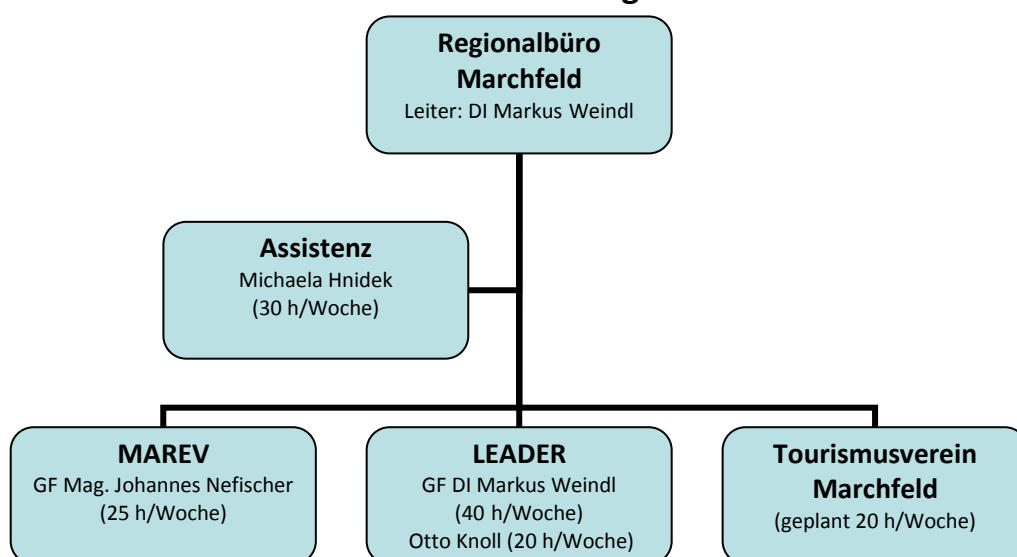 Regionalbüro
Marchfeld
Leiter: DI Markus Weindl
Assistenz
Michaela Hnidek
(30 h/Woche)
MAREV
GF Mag. Johannes Nefischer
(25 h/Woche)
LEADER
GF DI Markus Weindl
(40 h/Woche)
Otto Knoll (20 h/Woche)
Tourismusverein
Marchfeld
(geplant 20 h/Woche)